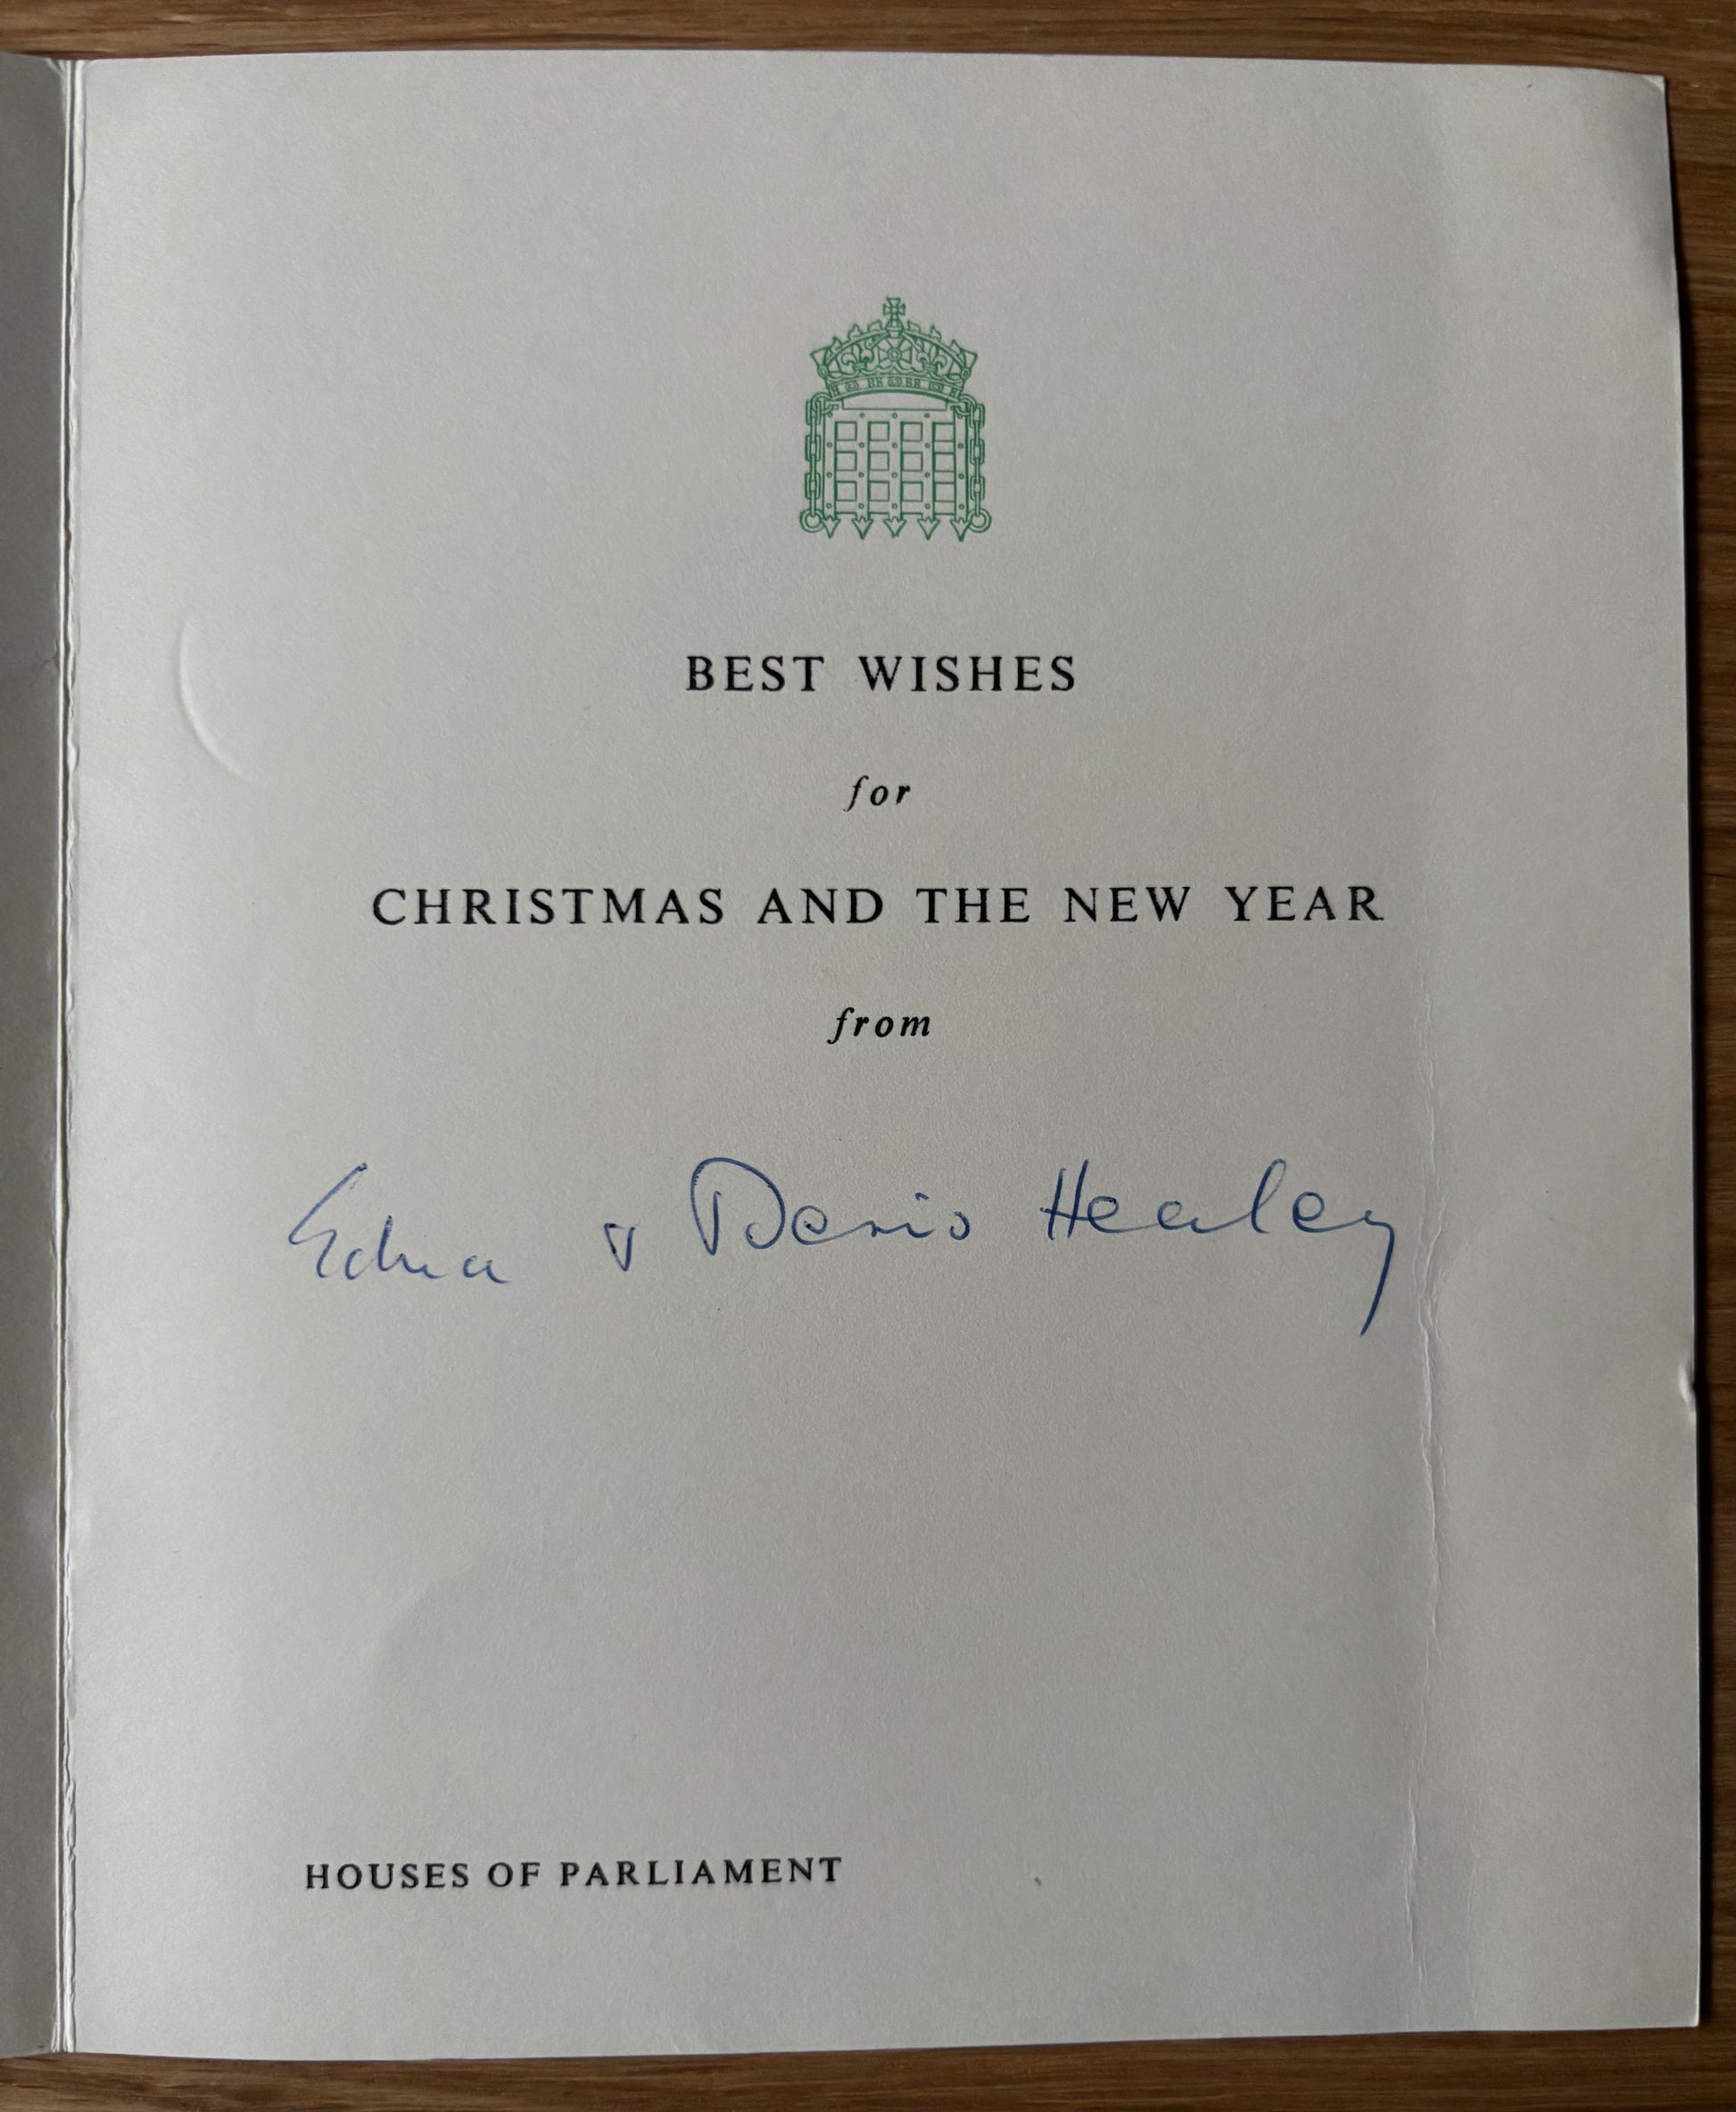 BEST WISHES
for
CHRISTMAS AND THE NEW YEAR
from
Edna & Denis Healey
HOUSES OF PARLIAMENT